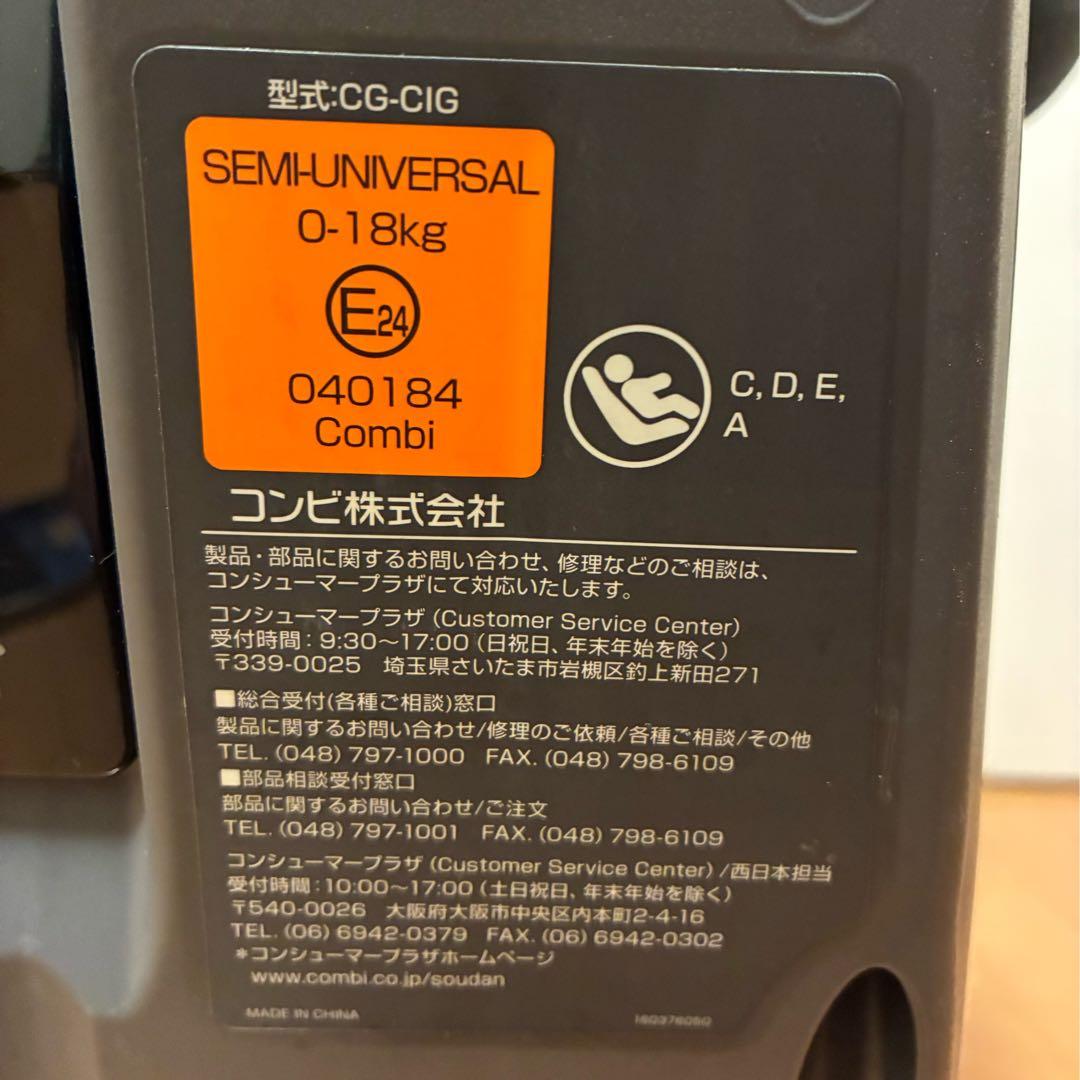 型式:CG-CIG
SEMI-UNIVERSAL
0-18kg
E24
040184
Combi
C, D, E,
A
コンビ株式会社
製品・部品に関するお問い合わせ、修理などのご相談は、
コンシューマープラザにて対応いたします。
コンシューマープラザ (Customer Service Center)
受付時間：9:30～17:00 (日祝日、年末年始を除く)
〒339-0025 埼玉県さいたま市岩槻区釣上新田271
■総合受付(各種ご相談)窓口
製品に関するお問い合わせ/修理のご依頼/各種ご相談/その他
TEL. (048) 797-1000 FAX. (048) 798-6109
■部品相談受付窓口
部品に関するお問い合わせ/ご注文
TEL. (048) 797-1001 FAX. (048) 798-6109
コンシューマープラザ (Customer Service Center) /西日本担当
受付時間：10:00～17:00 (土日祝日、年末年始を除く)
〒540-0026 大阪府大阪市中央区内本町2-4-16
TEL. (06) 6942-0379 FAX. (06) 6942-0302
＊コンシューマープラザホームページ
www.combi.co.jp/soudan
MADE IN CHINA